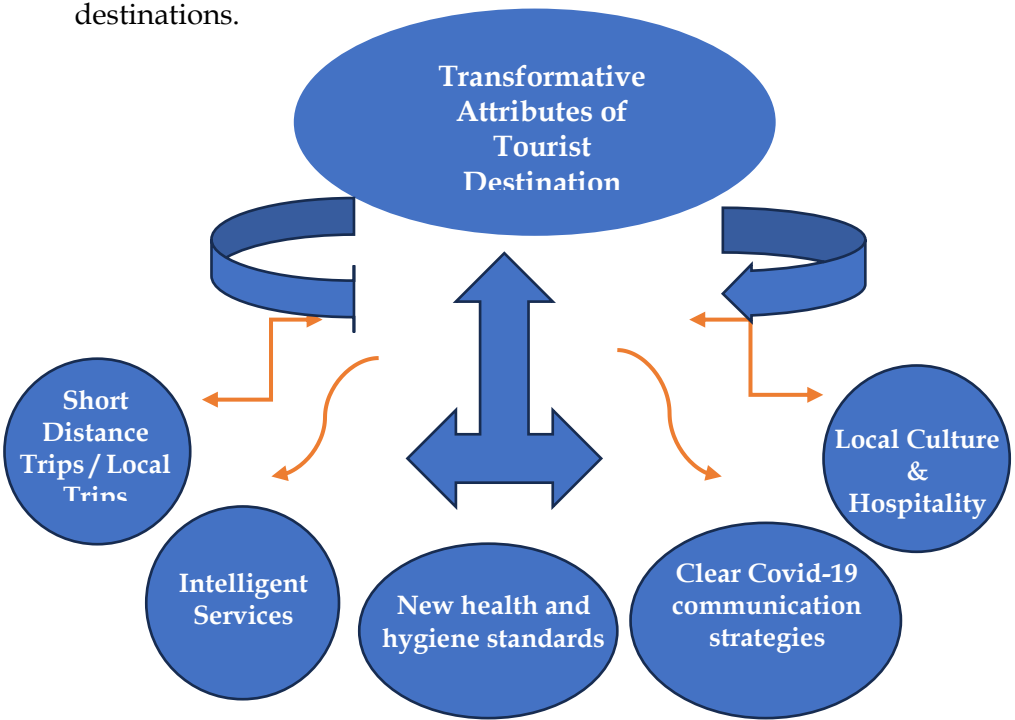 destinations.
Transformative
Attributes of
Tourist
Destination
Short
Distance
Trips / Local
Trips
Intelligent
Services
New health and
hygiene standards
Clear Covid-19
communication
strategies
Local Culture
&
Hospitality